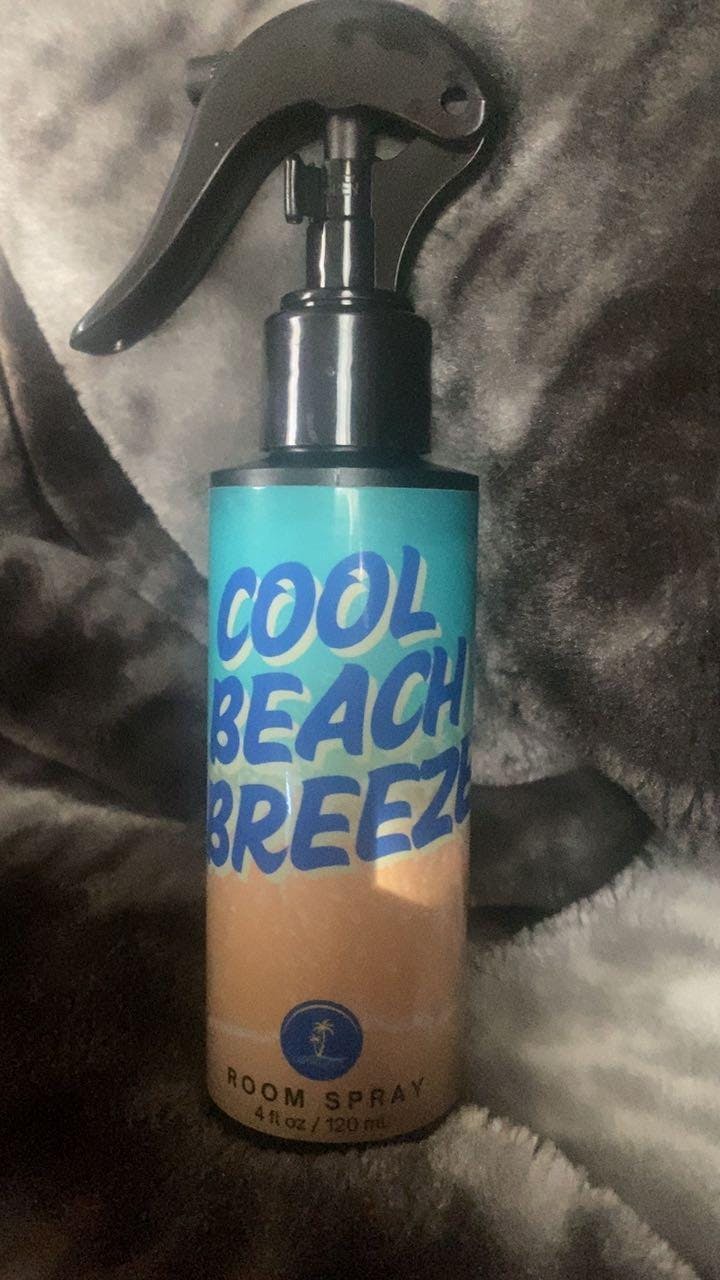 COOL
BEACH
BREEZE
ROOM SPRAY
4 fl oz / 120 mL